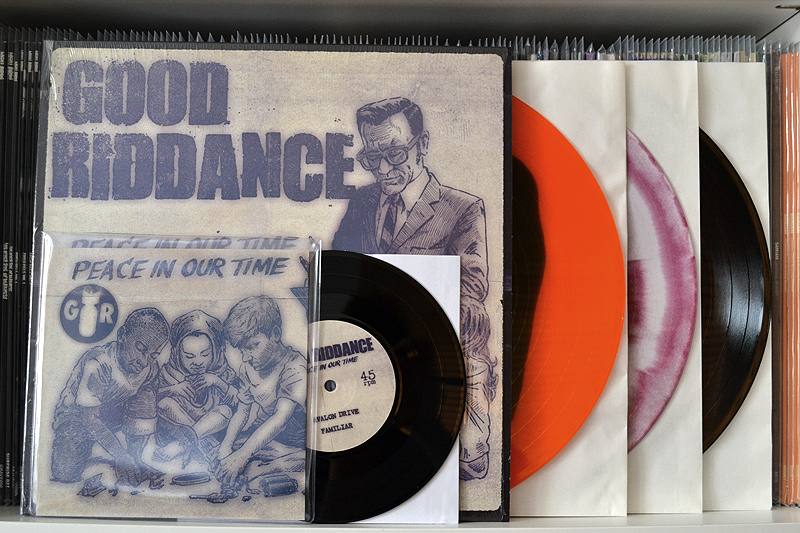 GOOD
RIDDANCE
PEACE IN OUR TIME
PEACE IN OUR TIME
G R
RIDDANCE
CE IN OUR TIME
45
rpm
AVALON DRIVE
FAMILIAR